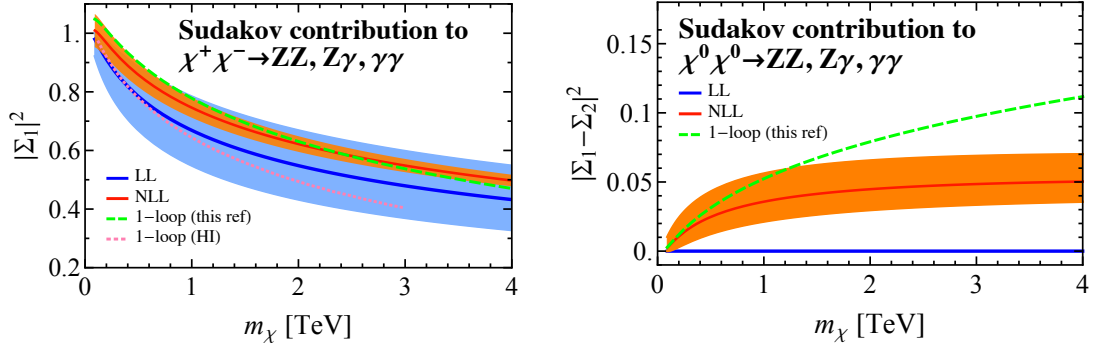 Sudakov contribution to
χ⁺χ⁻→ZZ, Zγ, γγ
|Σ₁|²
1.
0.8
0.6
0.4
0.2
LL
NLL
1−loop (this ref)
1−loop (HI)
0 1 2 3 4
mχ [TeV]
Sudakov contribution to
χ⁰χ⁰→ZZ, Zγ, γγ
|Σ₁−Σ₂|²
0.15
0.10
0.05
0.
LL
NLL
1−loop (this ref)
0 1 2 3 4
mχ [TeV]